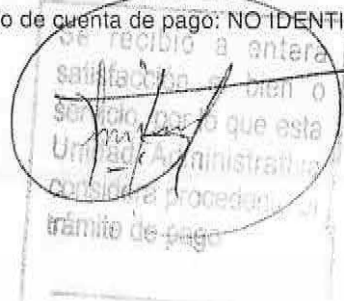 o de cuenta de pago: NO IDENTI
Se recibió a entera
satisfacción el bien o
servicio, por lo que esta
Unidad Administrativa
considera procedente el
trámite de pago